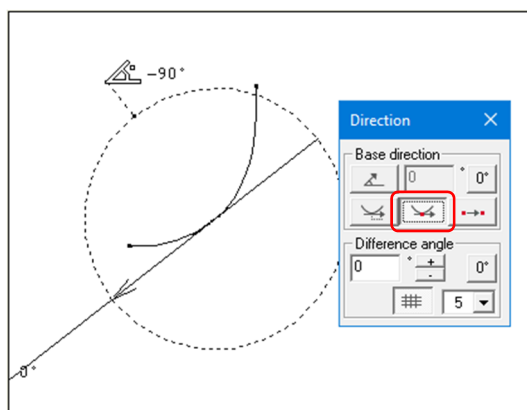 -90°
Direction
Base direction
0 ° 0°
Difference angle
0 ° + - 0°
5
0°